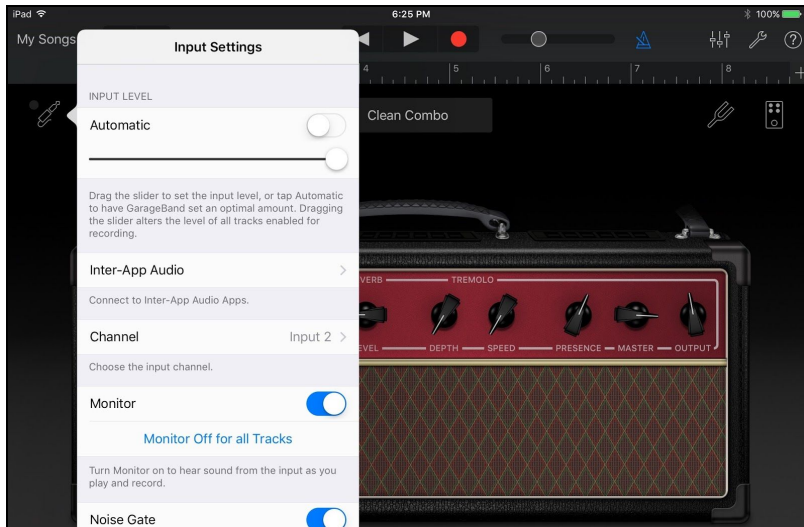 iPad
6:25 PM
100%
My Songs
Input Settings
4
5
6
7
8
+
?
INPUT LEVEL
Automatic
Clean Combo
Drag the slider to set the input level, or tap Automatic
to have GarageBand set an optimal amount. Dragging
the slider alters the level of all tracks enabled for
recording.
Inter-App Audio
VERB
TREMOLO
Connect to Inter-App Audio Apps.
Channel
Input 2
EVEL
DEPTH
SPEED
PRESENCE
MASTER
OUTPUT
Choose the input channel.
Monitor
Monitor Off for all Tracks
Turn Monitor on to hear sound from the input as you
play and record.
Noise Gate